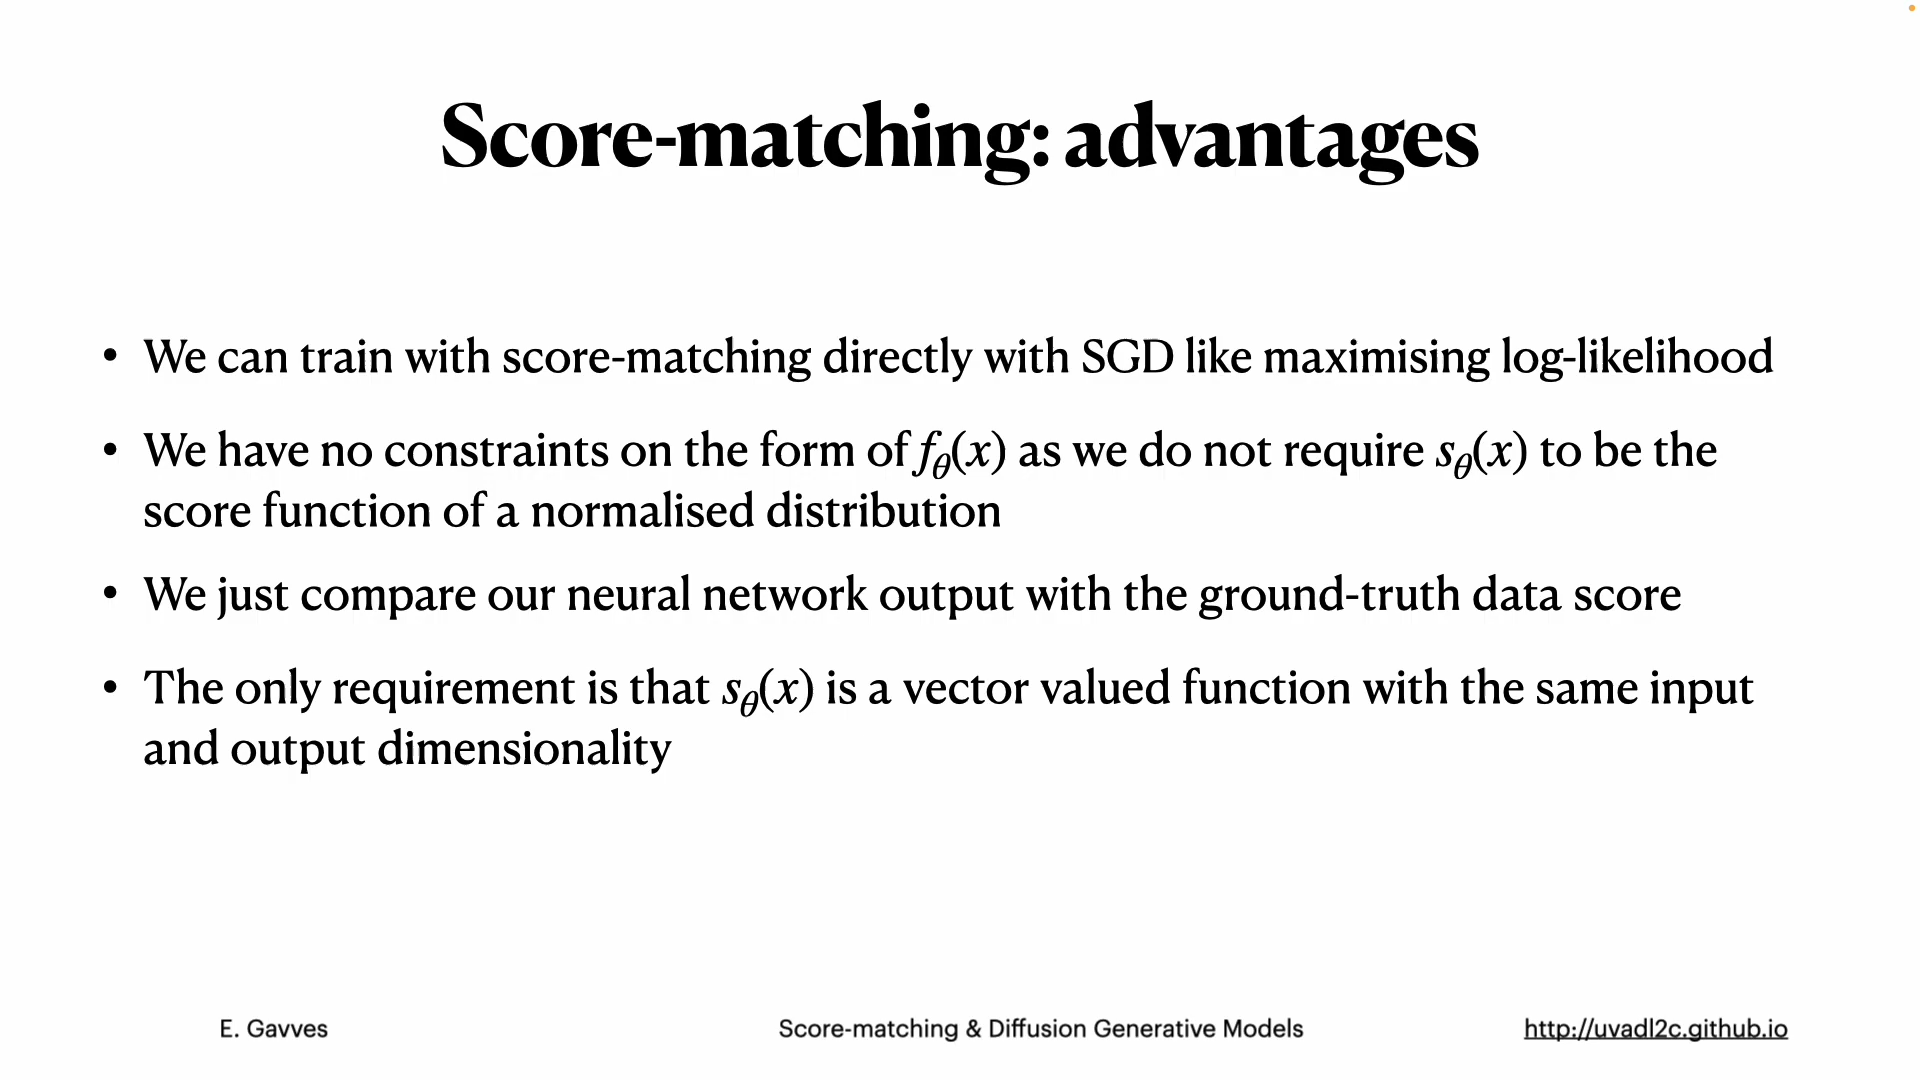 Score-matching: advantages
• We can train with score-matching directly with SGD like maximising log-likelihood
• We have no constraints on the form of f_θ(x) as we do not require s_θ(x) to be the
score function of a normalised distribution
• We just compare our neural network output with the ground-truth data score
• The only requirement is that s_θ(x) is a vector valued function with the same input
and output dimensionality
E. Gavves
Score-matching & Diffusion Generative Models
http://uvadl2c.github.io